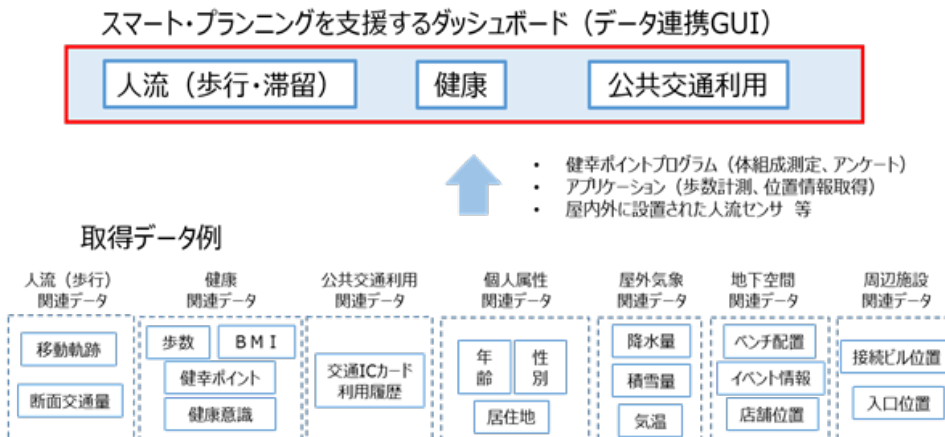 スマート・プランニングを支援するダッシュボード（データ連携GUI）
人流（歩行・滞留）
健康
公共交通利用
• 健幸ポイントプログラム（体組成測定、アンケート）
• アプリケーション（歩数計測、位置情報取得）
• 屋内外に設置された人流センサ 等
取得データ例
人流（歩行）
関連データ
健康
関連データ
公共交通利用
関連データ
個人属性
関連データ
屋外気象
関連データ
地下空間
関連データ
周辺施設
関連データ
移動軌跡
断面交通量
歩数
ＢＭＩ
健幸ポイント
健康意識
交通ICカード
利用履歴
年
齢
性
別
居住地
降水量
積雪量
気温
ベンチ配置
イベント情報
店舗位置
接続ビル位置
入口位置